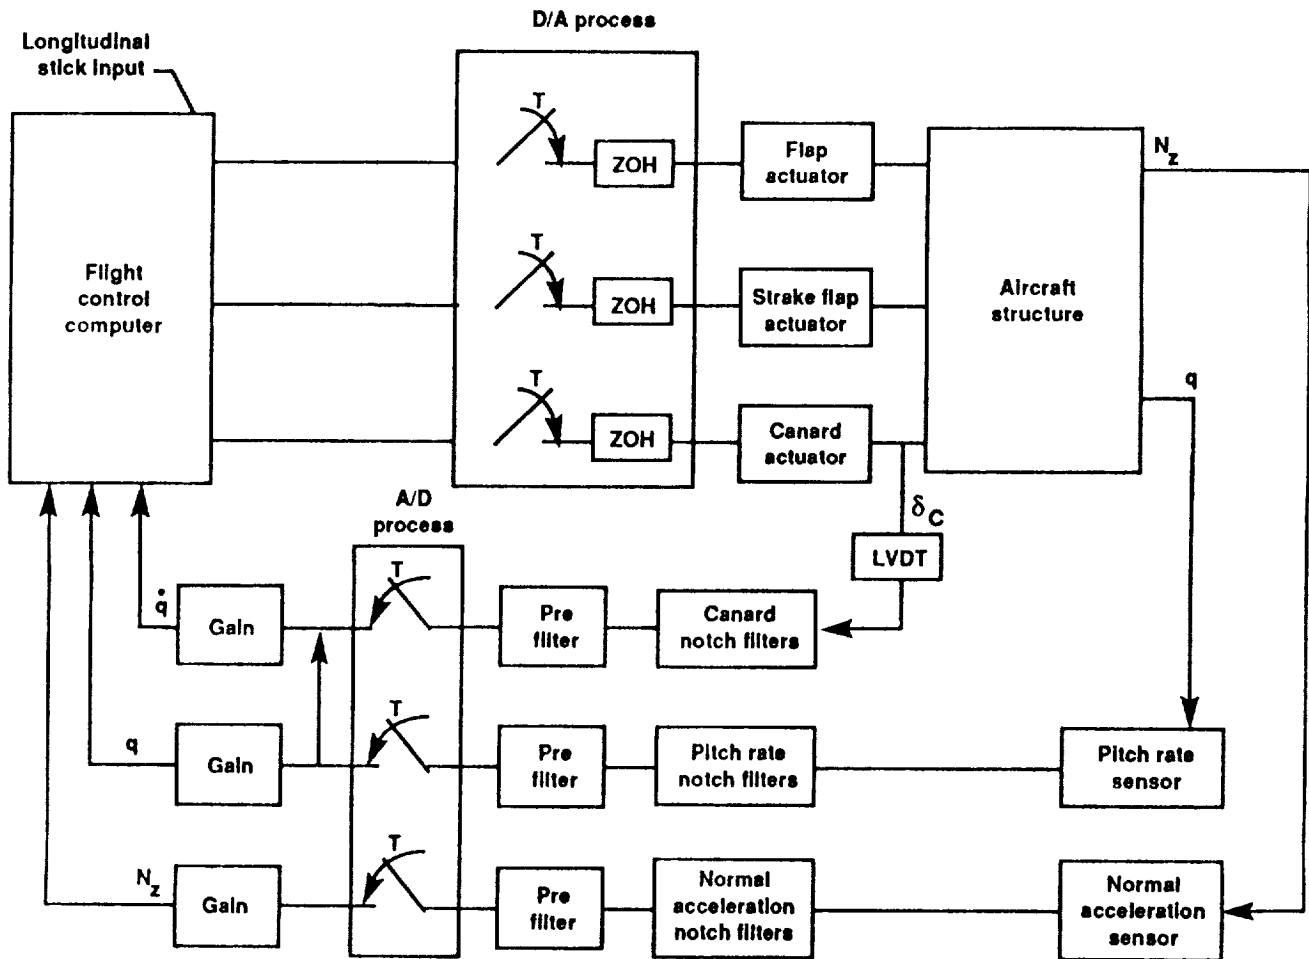 D/A process
Longitudinal
stick input
T
ZOH
Flap
actuator
N_z
Flight
control
computer
T
ZOH
Strake flap
actuator
Aircraft
structure
q
T
ZOH
Canard
actuator
δ_C
LVDT
A/D
process
T
q̇
Gain
Pre
filter
Canard
notch filters
T
q
Gain
Pre
filter
Pitch rate
notch filters
Pitch rate
sensor
T
N_z
Gain
Pre
filter
Normal
acceleration
notch filters
Normal
acceleration
sensor